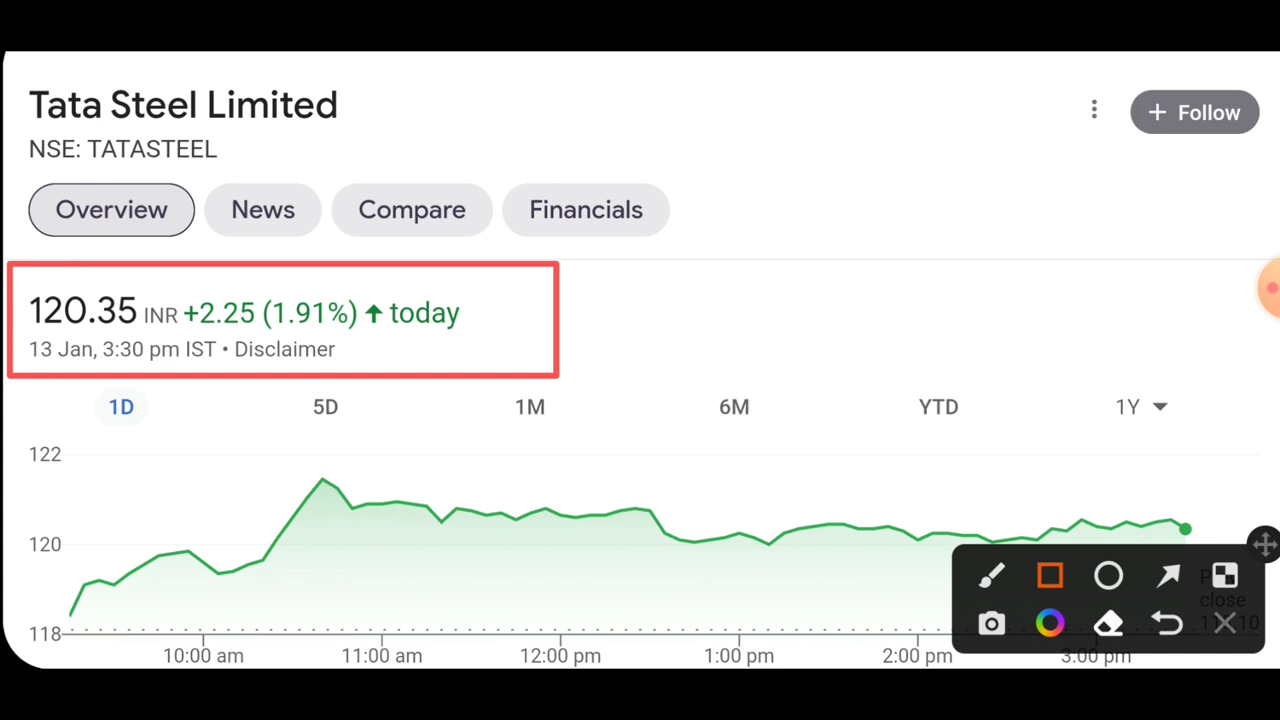 Tata Steel Limited
+ Follow
NSE: TATASTEEL
Overview News Compare Financials
120.35 INR +2.25 (1.91%) ↑ today
13 Jan, 3:30 pm IST • Disclaimer
1D 5D 1M 6M YTD 1Y
122
120
118
close
10:00 am 11:00 am 12:00 pm 1:00 pm 2:00 pm 3:00 pm